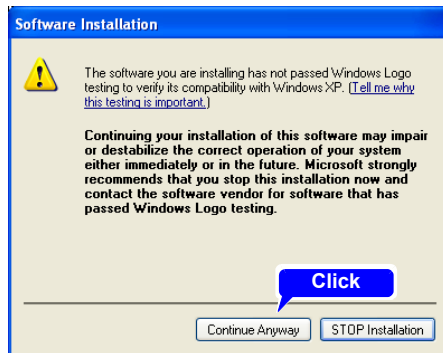 Software Installation
The software you are installing has not passed Windows Logo
testing to verify its compatibility with Windows XP. (Tell me why
this testing is important.)
Continuing your installation of this software may impair
or destabilize the correct operation of your system
either immediately or in the future. Microsoft strongly
recommends that you stop this installation now and
contact the software vendor for software that has
passed Windows Logo testing.
Click
Continue Anyway
STOP Installation